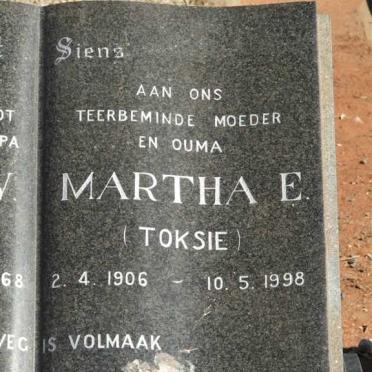 Siens
AAN ONS
TEERBEMINDE MOEDER
EN OUMA
MARTHA E.
(TOKSIE)
2. 4. 1906 - 10. 5. 1998
IS VOLMAAK